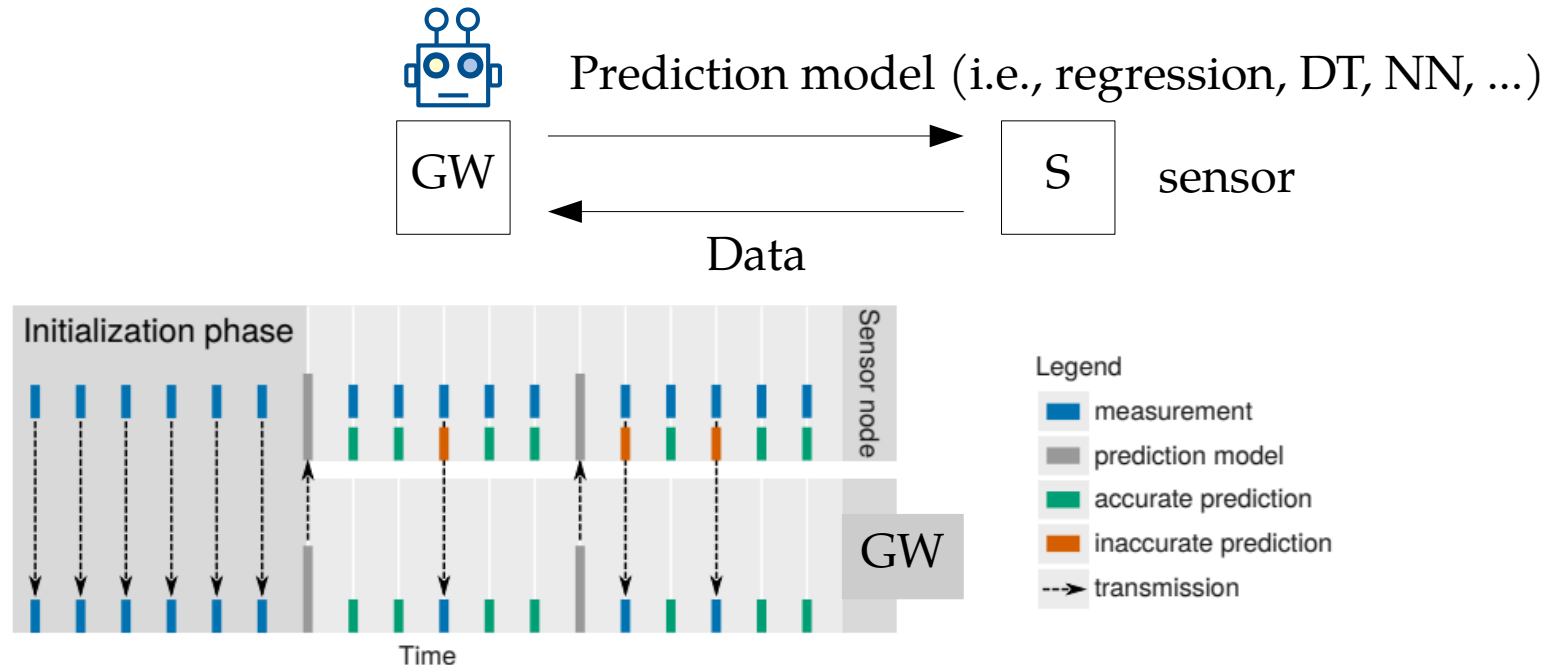 Prediction model (i.e., regression, DT, NN, ...)
GW
S
sensor
Data
Initialization phase
Sensor node
GW
Time
Legend
measurement
prediction model
accurate prediction
inaccurate prediction
transmission